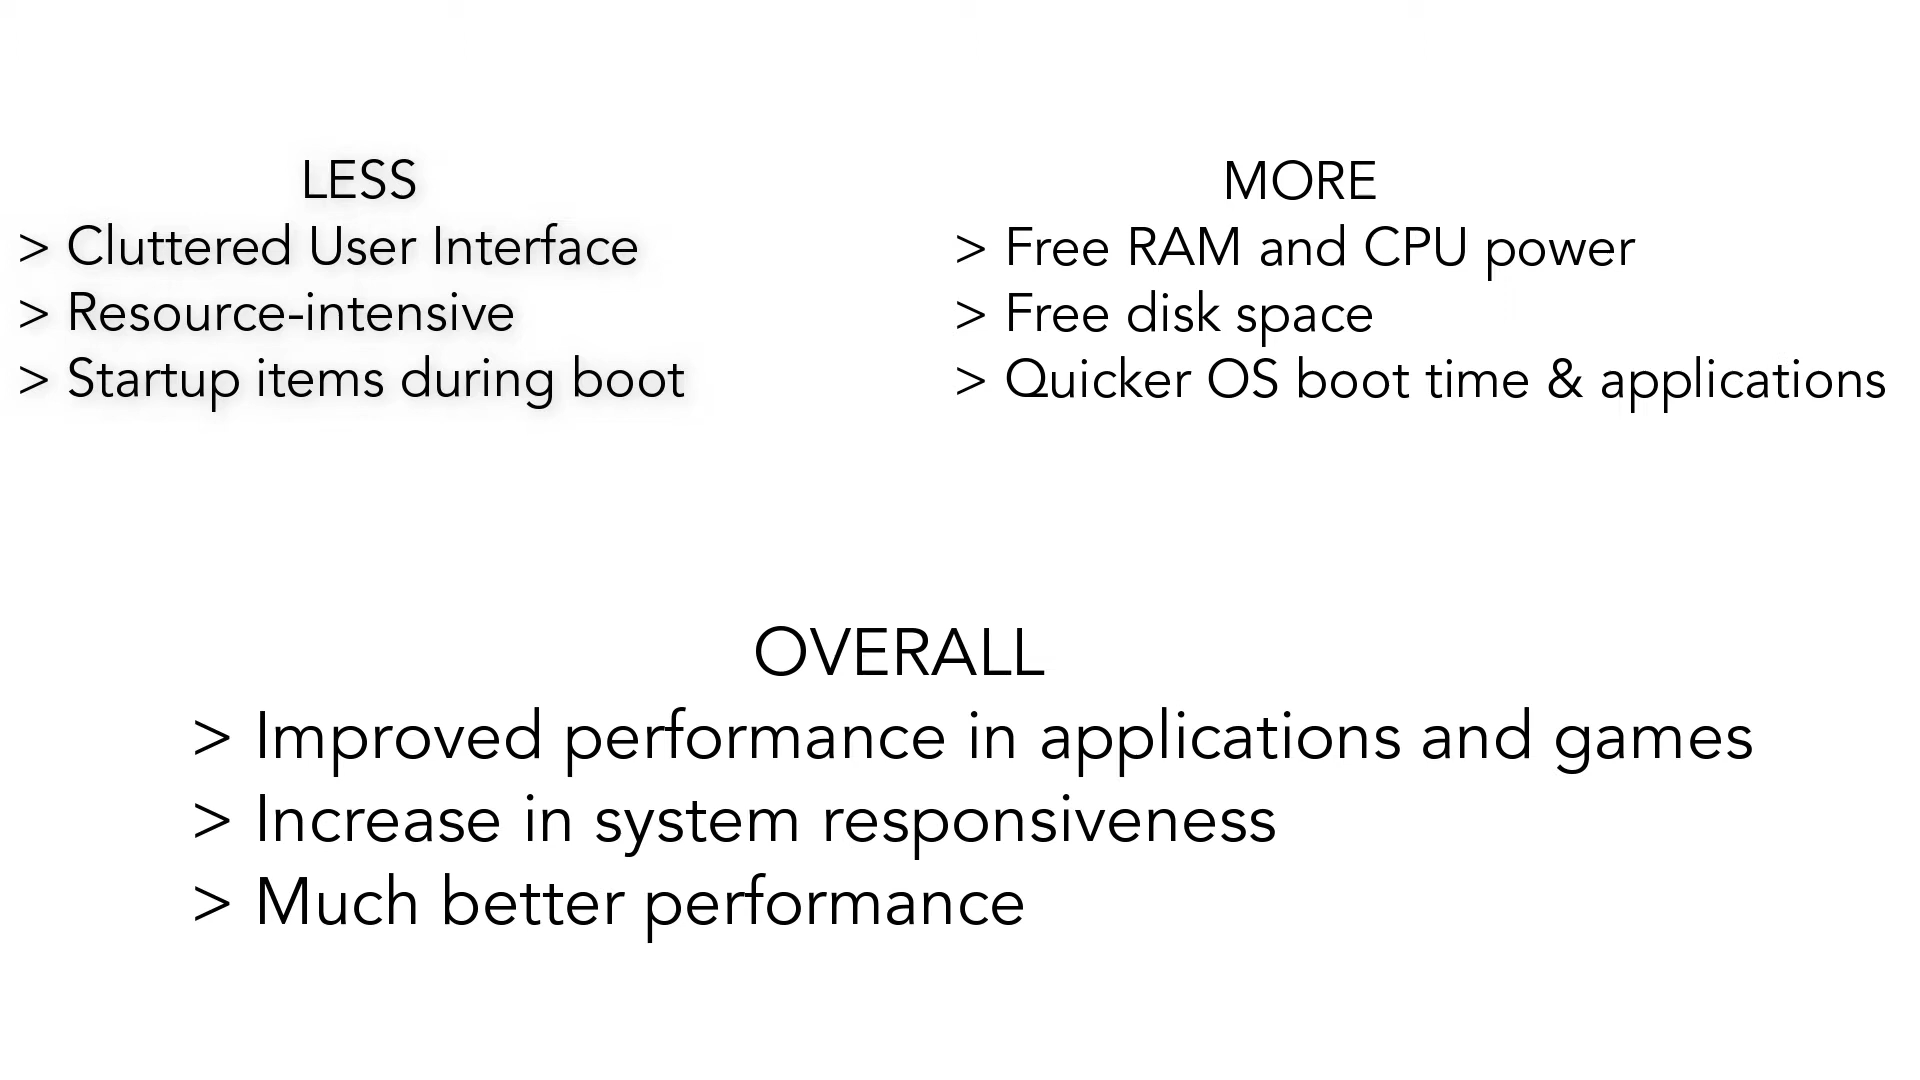 LESS
> Cluttered User Interface
> Resource-intensive
> Startup items during boot
MORE
> Free RAM and CPU power
> Free disk space
> Quicker OS boot time & applications
OVERALL
> Improved performance in applications and games
> Increase in system responsiveness
> Much better performance